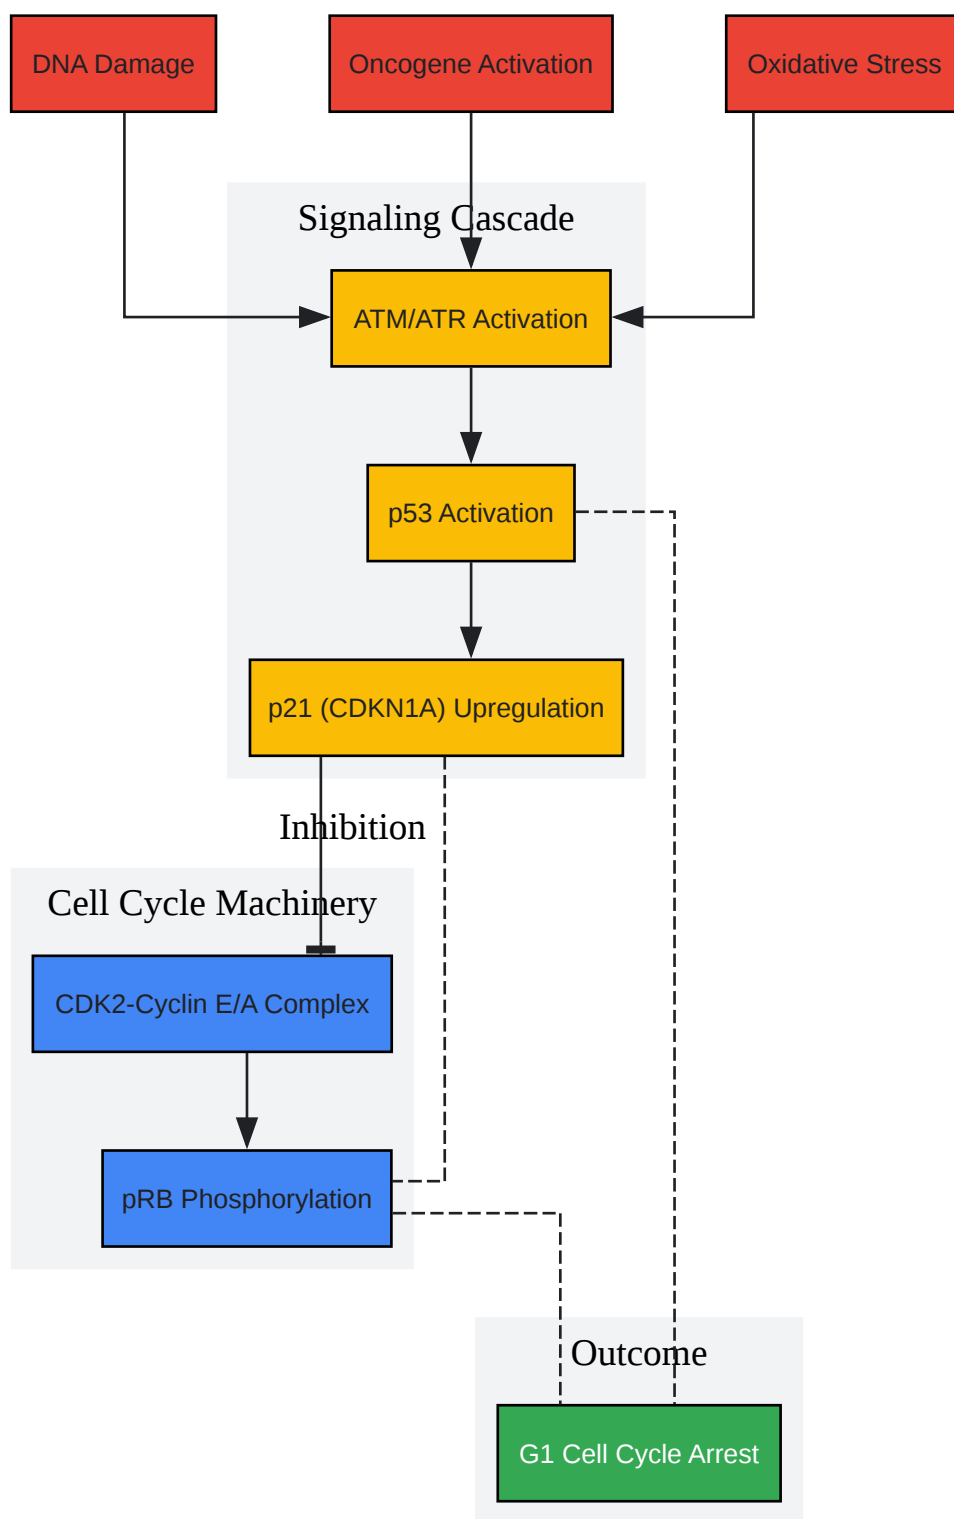 DNA Damage
Oncogene Activation
Oxidative Stress
Signaling Cascade
ATM/ATR Activation
p53 Activation
p21 (CDKN1A) Upregulation
Inhibition
Cell Cycle Machinery
CDK2-Cyclin E/A Complex
pRB Phosphorylation
Outcome
G1 Cell Cycle Arrest